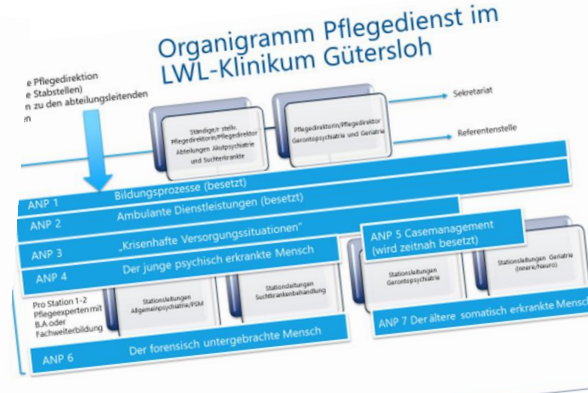 Organigramm Pflegedienst im
LWL-Klinikum Gütersloh
e Pflegedirektion
e Stabstellen)
n zu den abteilungsleitenden
en
Ständige/r stellv.
Pflegedirektorin/Pflegedirektor
Abteilungen Akutpsychiatrie
und Suchterkrankte
Pflegedirektorin/Pflegedirektor
Gerontopsychiatrie und Geriatrie
Sekretariat
Referentenstelle
ANP 1 Bildungsprozesse (besetzt)
ANP 2 Ambulante Dienstleistungen (besetzt)
ANP 3 „Krisenhafte Versorgungssituationen"
ANP 4 Der junge psychisch erkrankte Mensch
ANP 5 Casemanagement
(wird zeitnah besetzt)
Pro Station 1-2
Pflegeexperten mit
B.A oder
Fachweiterbildung
Stationsleitungen
Allgemeinpsychiatrie/PSM
Stationsleitungen
Suchtkrankenbehandlung
Stationsleitungen
Gerontopsychiatrie
Stationsleitungen Geriatrie
(Innere/Neuro)
ANP 6 Der forensisch untergebrachte Mensch
ANP 7 Der ältere somatisch erkrankte Mensch